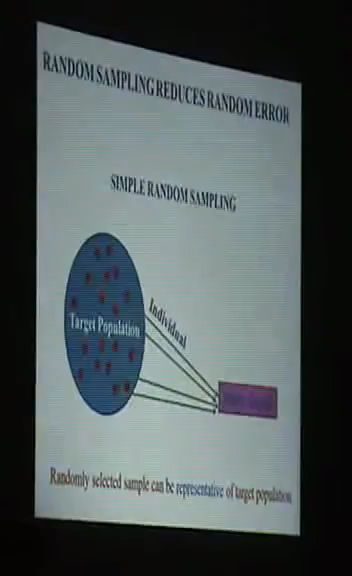 RANDOM SAMPLING REDUCES RANDOM ERROR
SIMPLE RANDOM SAMPLING
Individual
Target Population
Randomly selected sample can be representative of target population